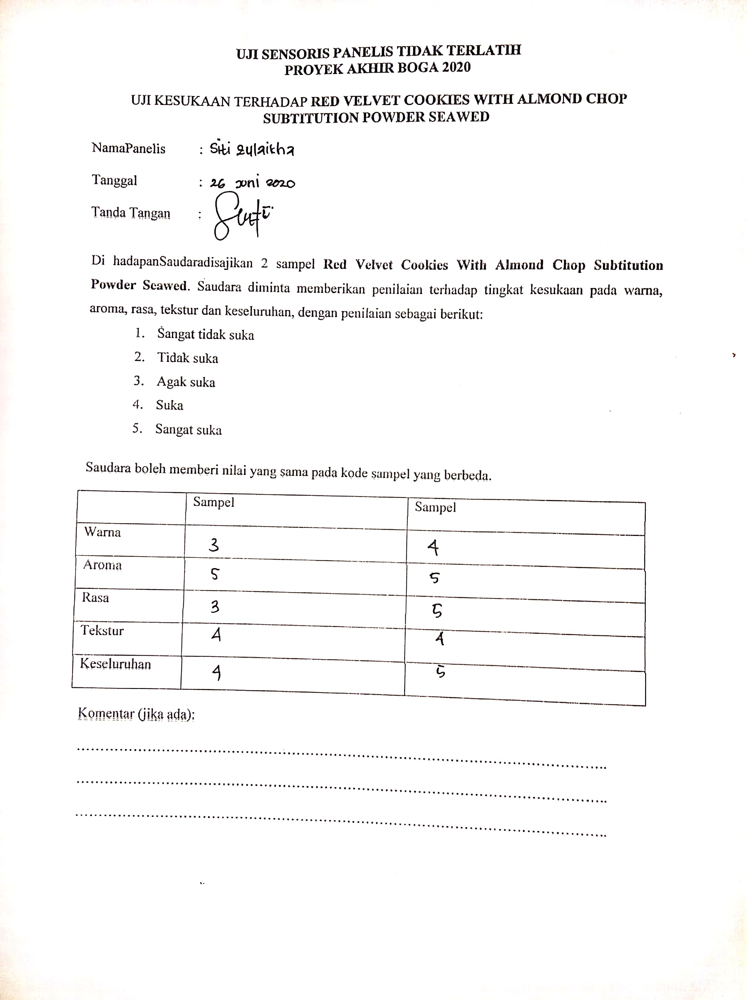 UJI SENSORIS PANELIS TIDAK TERLATIH
PROYEK AKHIR BOGA 2020
UJI KESUKAAN TERHADAP RED VELVET COOKIES WITH ALMOND CHOP
SUBTITUTION POWDER SEAWED
NamaPanelis : Siti Zulaikha
Tanggal : 26 Juni 2020
Tanda Tangan :
Di hadapanSaudaradisajikan 2 sampel Red Velvet Cookies With Almond Chop Subtitution
Powder Seawed. Saudara diminta memberikan penilaian terhadap tingkat kesukaan pada warna,
aroma, rasa, tekstur dan keseluruhan, dengan penilaian sebagai berikut:
1. Sangat tidak suka
2. Tidak suka
3. Agak suka
4. Suka
5. Sangat suka
Saudara boleh memberi nilai yang sama pada kode sampel yang berbeda.
Sampel Sampel
Warna 3 4
Aroma 5 5
Rasa 3 5
Tekstur 4 4
Keseluruhan 4 5
Komentar (jika ada):